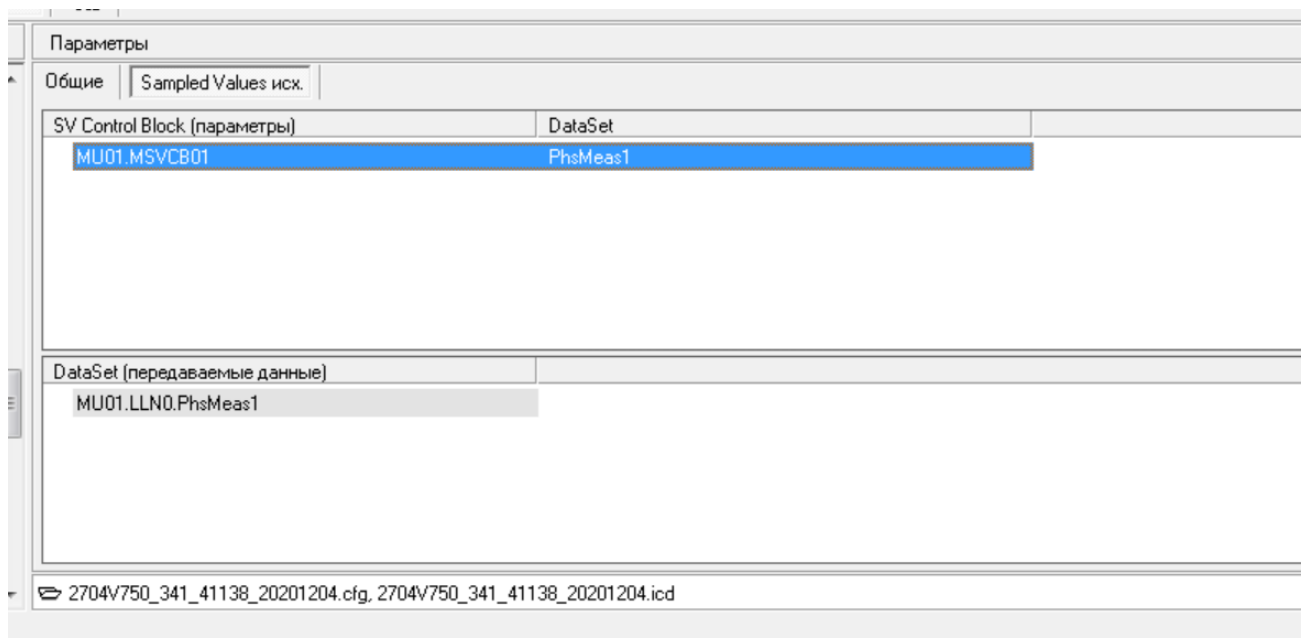 Параметры
Общие Sampled Values исх.
SV Control Block (параметры) DataSet
MU01.MSVCB01 PhsMeas1
DataSet (передаваемые данные)
MU01.LLN0.PhsMeas1
2704V750_341_41138_20201204.cfg, 2704V750_341_41138_20201204.icd